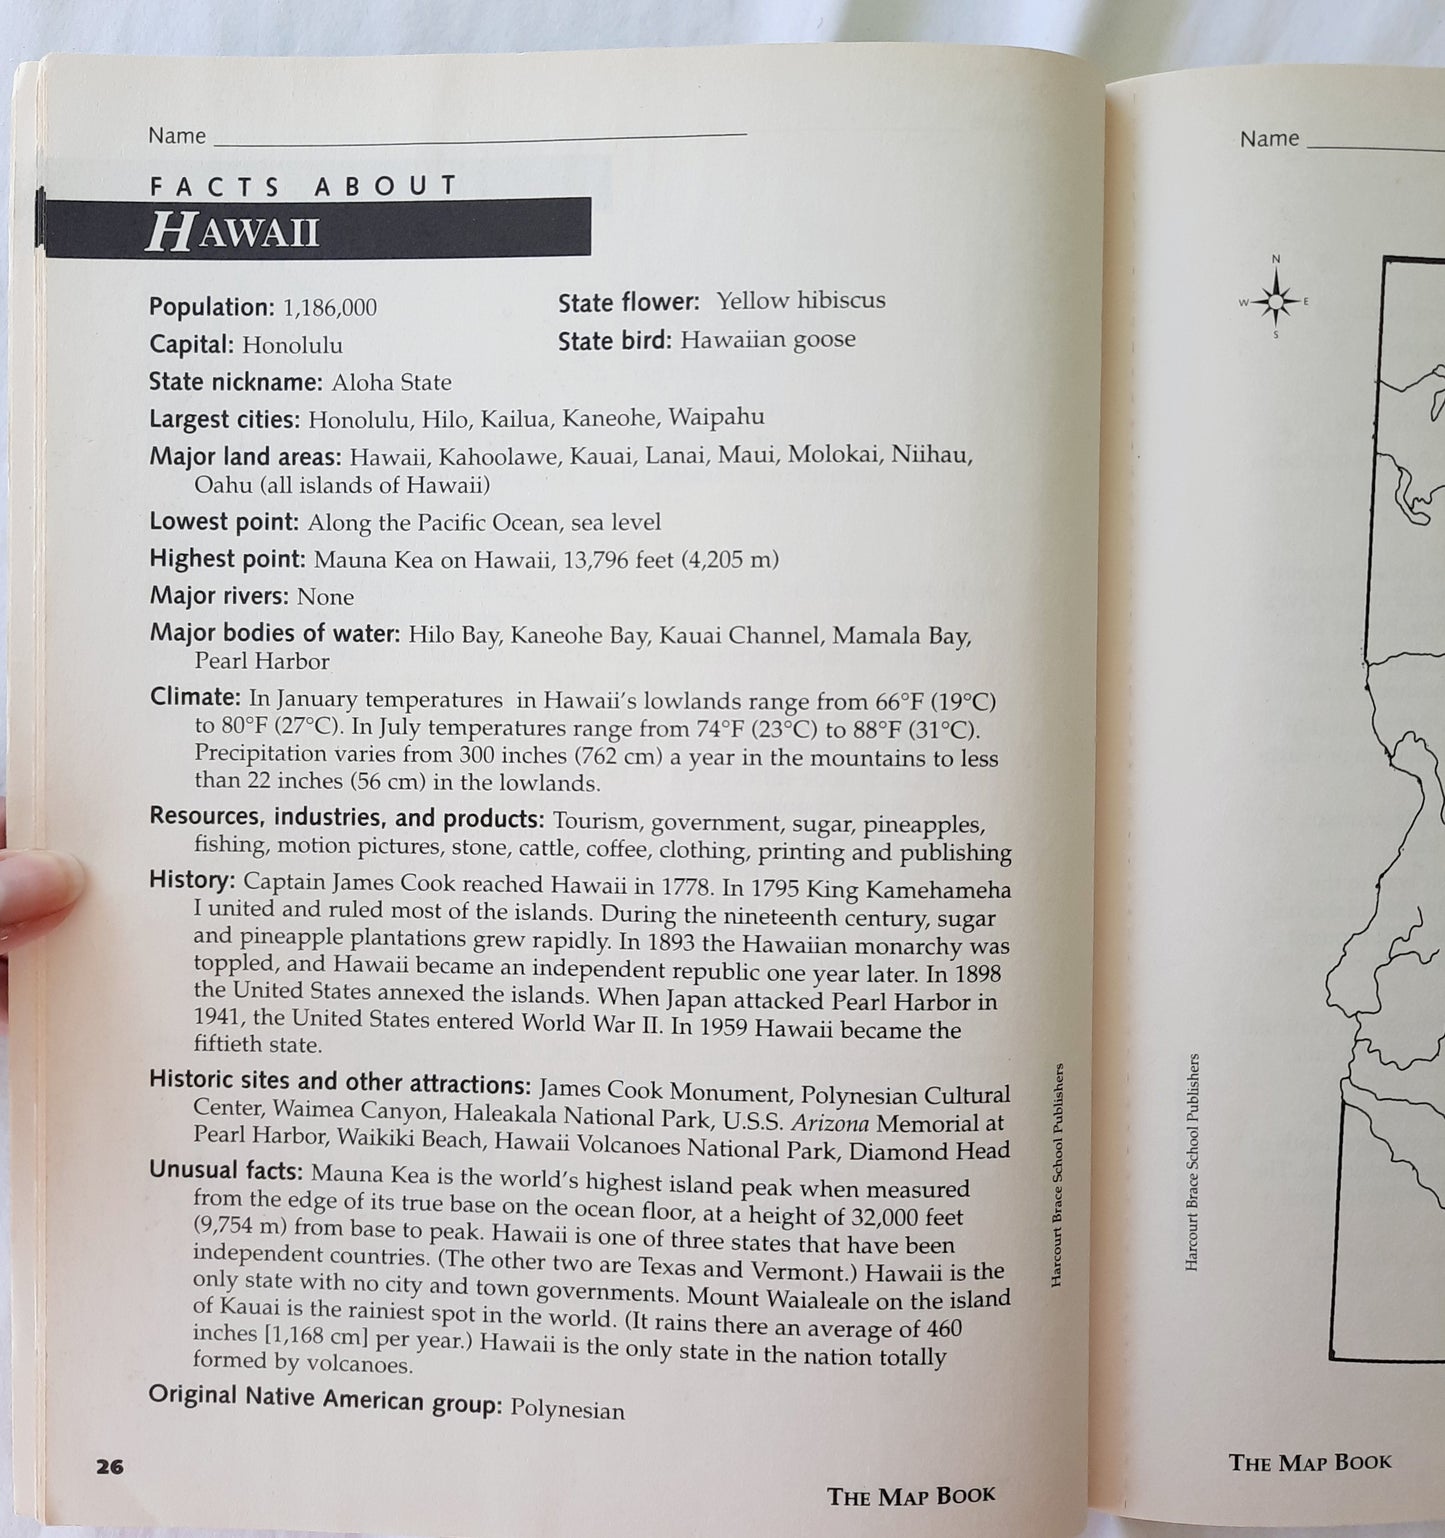 Name
FACTS ABOUT
HAWAII
Population: 1,186,000
State flower: Yellow hibiscus
Capital: Honolulu
State bird: Hawaiian goose
State nickname: Aloha State
Largest cities: Honolulu, Hilo, Kailua, Kaneohe, Waipahu
Major land areas: Hawaii, Kahoolawe, Kauai, Lanai, Maui, Molokai, Niihau,
Oahu (all islands of Hawaii)
Lowest point: Along the Pacific Ocean, sea level
Highest point: Mauna Kea on Hawaii, 13,796 feet (4,205 m)
Major rivers: None
Major bodies of water: Hilo Bay, Kaneohe Bay, Kauai Channel, Mamala Bay,
Pearl Harbor
Climate: In January temperatures in Hawaii's lowlands range from 66°F (19°C)
to 80°F (27°C). In July temperatures range from 74°F (23°C) to 88°F (31°C).
Precipitation varies from 300 inches (762 cm) a year in the mountains to less
than 22 inches (56 cm) in the lowlands.
Resources, industries, and products: Tourism, government, sugar, pineapples,
fishing, motion pictures, stone, cattle, coffee, clothing, printing and publishing
History: Captain James Cook reached Hawaii in 1778. In 1795 King Kamehameha
I united and ruled most of the islands. During the nineteenth century, sugar
and pineapple plantations grew rapidly. In 1893 the Hawaiian monarchy was
toppled, and Hawaii became an independent republic one year later. In 1898
the United States annexed the islands. When Japan attacked Pearl Harbor in
1941, the United States entered World War II. In 1959 Hawaii became the
fiftieth state.
Historic sites and other attractions: James Cook Monument, Polynesian Cultural
Center, Waimea Canyon, Haleakala National Park, U.S.S. Arizona Memorial at
Pearl Harbor, Waikiki Beach, Hawaii Volcanoes National Park, Diamond Head
Unusual facts: Mauna Kea is the world's highest island peak when measured
from the edge of its true base on the ocean floor, at a height of 32,000 feet
(9,754 m) from base to peak. Hawaii is one of three states that have been
independent countries. (The other two are Texas and Vermont.) Hawaii is the
only state with no city and town governments. Mount Waialeale on the island
of Kauai is the rainiest spot in the world. (It rains there an average of 460
inches [1,168 cm] per year.) Hawaii is the only state in the nation totally
formed by volcanoes.
Original Native American group: Polynesian
Harcourt Brace School Publishers
26
THE MAP BOOK
Name
N
W
E
S
Harcourt Brace School Publishers
THE MAP BOOK